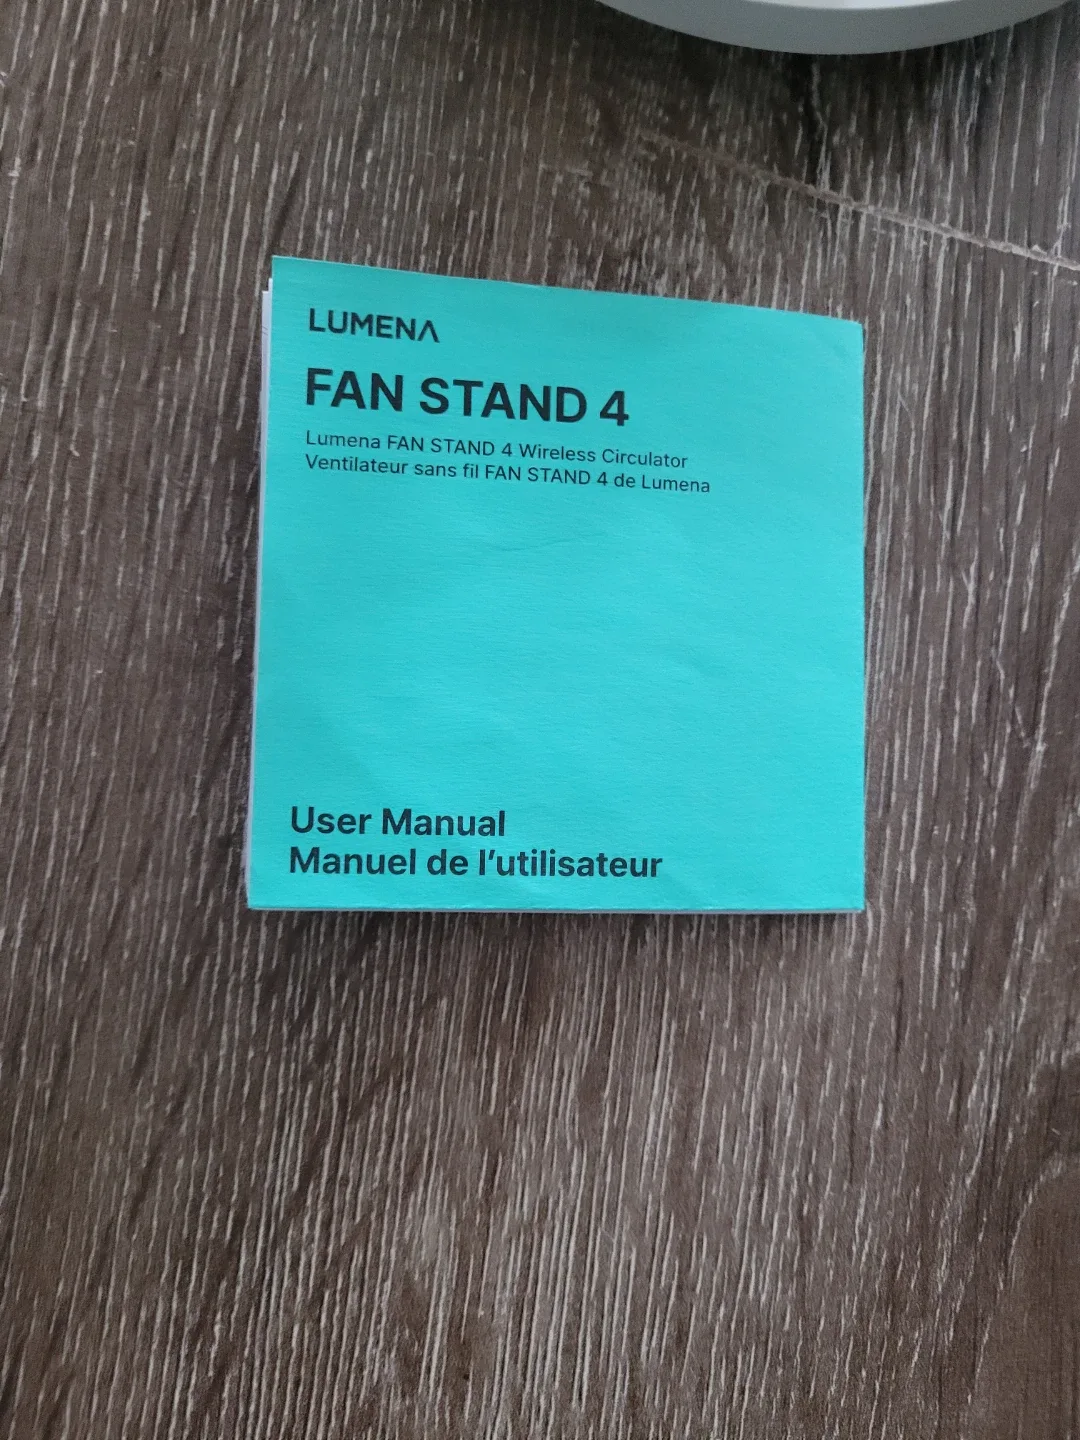 LUMENA
FAN STAND 4
Lumena FAN STAND 4 Wireless Circulator
Ventilateur sans fil FAN STAND 4 de Lumena
User Manual
Manuel de l’utilisateur